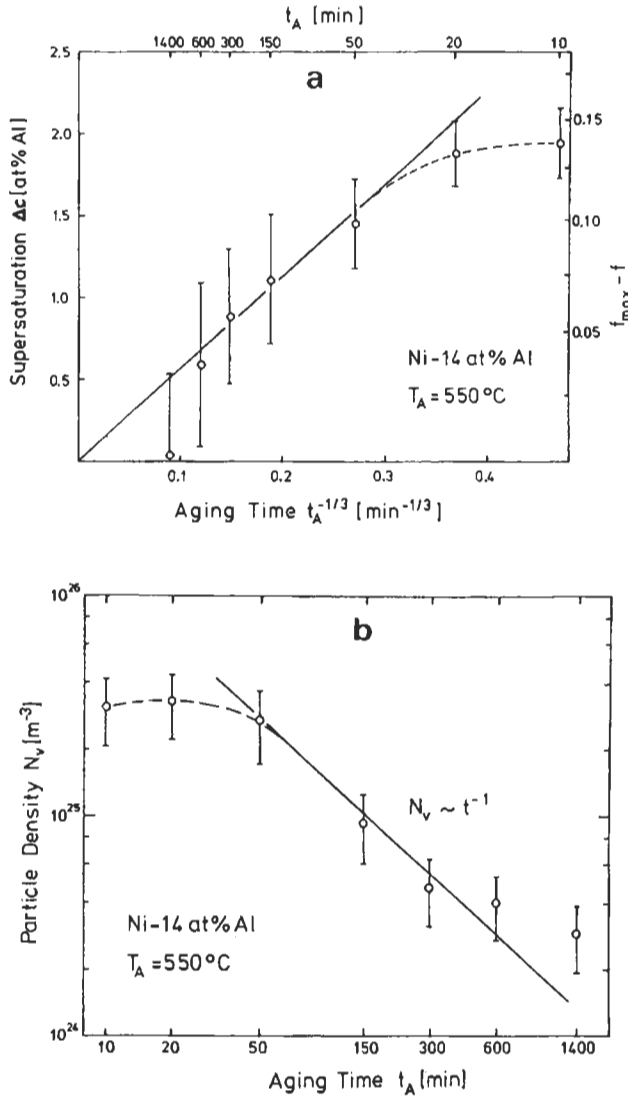 t_A [min]
1400 600 300 150 50 20 10
a
2.5
2.0
1.5
1.0
0.5
Supersaturation Δc [at% Al]
0.15
0.10
0.05
f_max - f
Ni-14 at% Al
T_A = 550 °C
0.1 0.2 0.3 0.4
Aging Time t_A^-1/3 [min^-1/3]
b
10^26
10^25
10^24
Particle Density N_v [m^-3]
N_v ~ t^-1
Ni-14 at% Al
T_A = 550 °C
10 20 50 150 300 600 1400
Aging Time t_A [min]